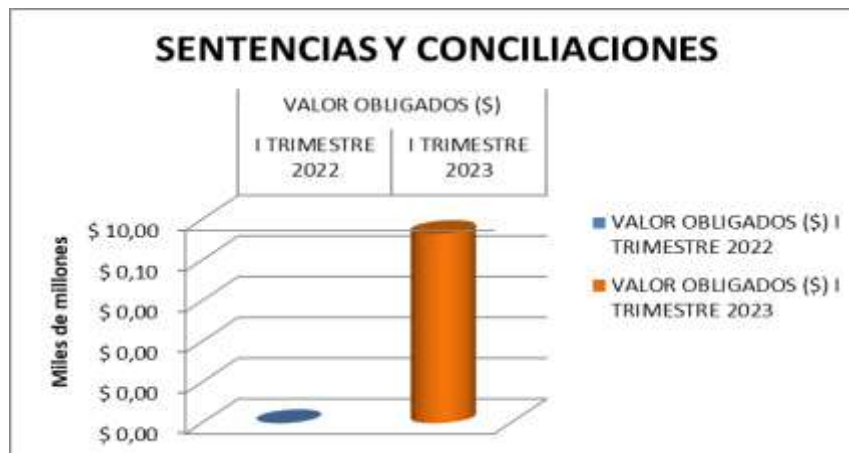 SENTENCIAS Y CONCILIACIONES
VALOR OBLIGADOS ($)
I TRIMESTRE
2022
I TRIMESTRE
2023
Miles de millones
$ 10,00
$ 0,10
$ 0,00
$ 0,00
$ 0,00
$ 0,00
VALOR OBLIGADOS ($) I
TRIMESTRE 2022
VALOR OBLIGADOS ($) I
TRIMESTRE 2023